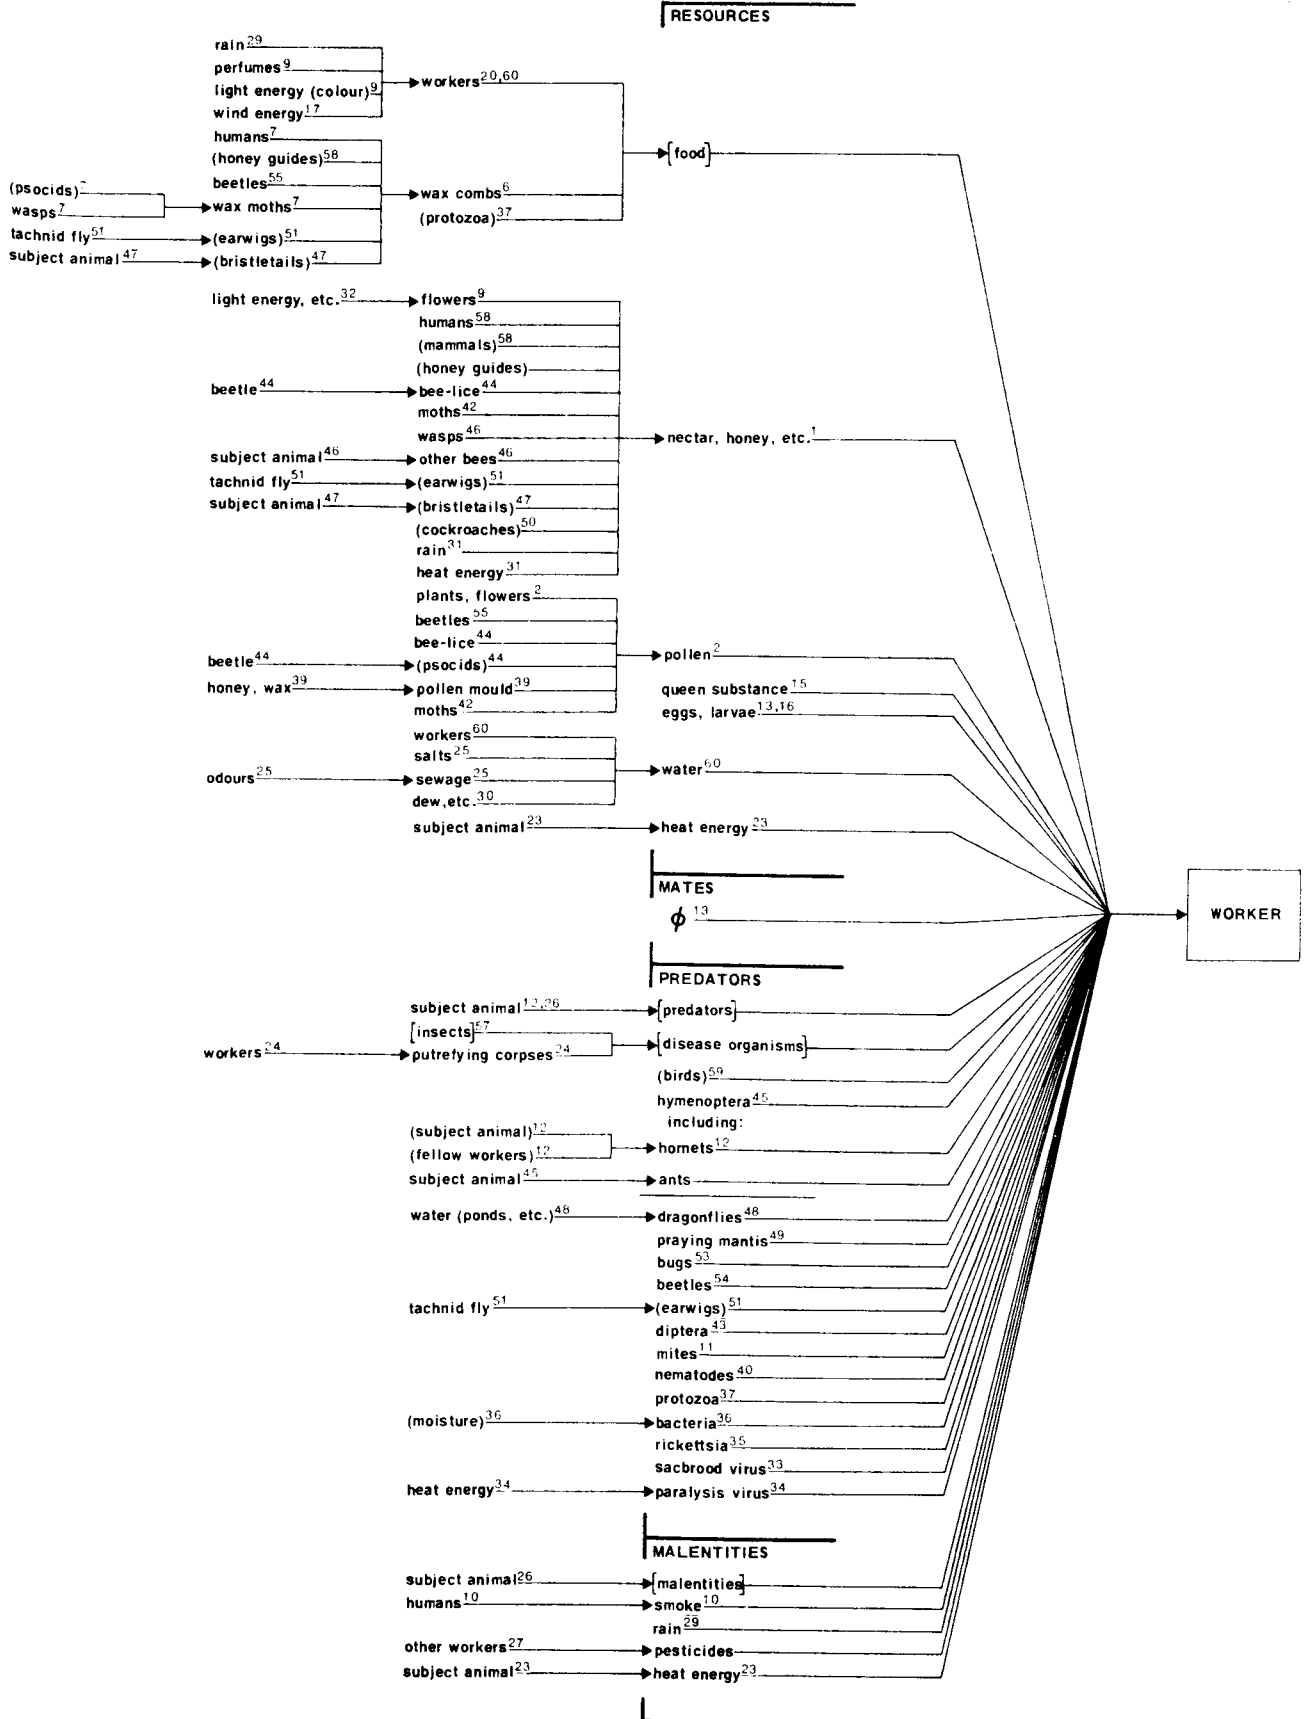 RESOURCES
rain 29
perfumes 9
light energy (colour) 9
wind energy 17
workers 20,60
humans 7
(honey guides) 58
beetles 55
(psocids)
wasps 7
wax moths 7
tachnid fly 51
(earwigs) 51
subject animal 47
(bristletails) 47
wax combs 6
(protozoa) 37
[food]
light energy, etc. 32
flowers 9
humans 58
(mammals) 58
(honey guides)
beetle 44
bee-lice 44
moths 42
wasps 46
subject animal 46
other bees 46
tachnid fly 51
(earwigs) 51
subject animal 47
(bristletails) 47
(cockroaches) 50
rain 31
heat energy 31
nectar, honey, etc. 1
plants, flowers 2
beetles 55
bee-lice 44
beetle 44
(psocids) 44
honey, wax 39
pollen mould 39
moths 42
pollen 2
queen substance 15
eggs, larvae 13,16
workers 60
salts 25
odours 25
sewage 25
dew, etc. 30
water 60
subject animal 23
heat energy 23
MATES
ϕ 13
WORKER
PREDATORS
subject animal 12,26
[predators]
[insects] 57
workers 24
putrefying corpses 24
[disease organisms]
(birds) 59
hymenoptera 45
including:
(subject animal) 12
(fellow workers) 12
hornets 12
subject animal 45
ants
water (ponds, etc.) 48
dragonflies 48
praying mantis 49
bugs 53
beetles 54
tachnid fly 51
(earwigs) 51
diptera 43
mites 11
nematodes 40
protozoa 37
(moisture) 36
bacteria 36
rickettsia 35
sacbrood virus 33
heat energy 34
paralysis virus 34
MALENTITIES
subject animal 26
[malentities]
humans 10
smoke 10
rain 29
other workers 27
pesticides
subject animal 23
heat energy 23